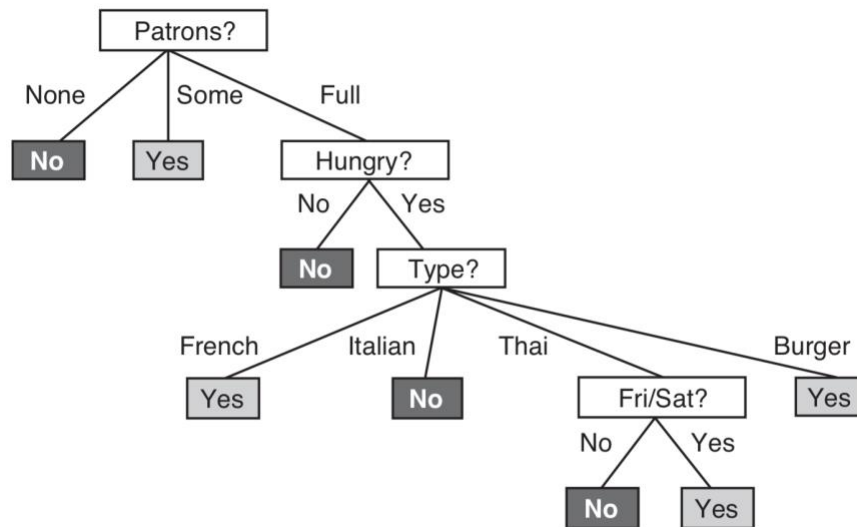 Patrons?
None Some Full
No Yes Hungry?
No Yes
No Type?
French Italian Thai Burger
Yes No Fri/Sat? Yes
No Yes
No Yes